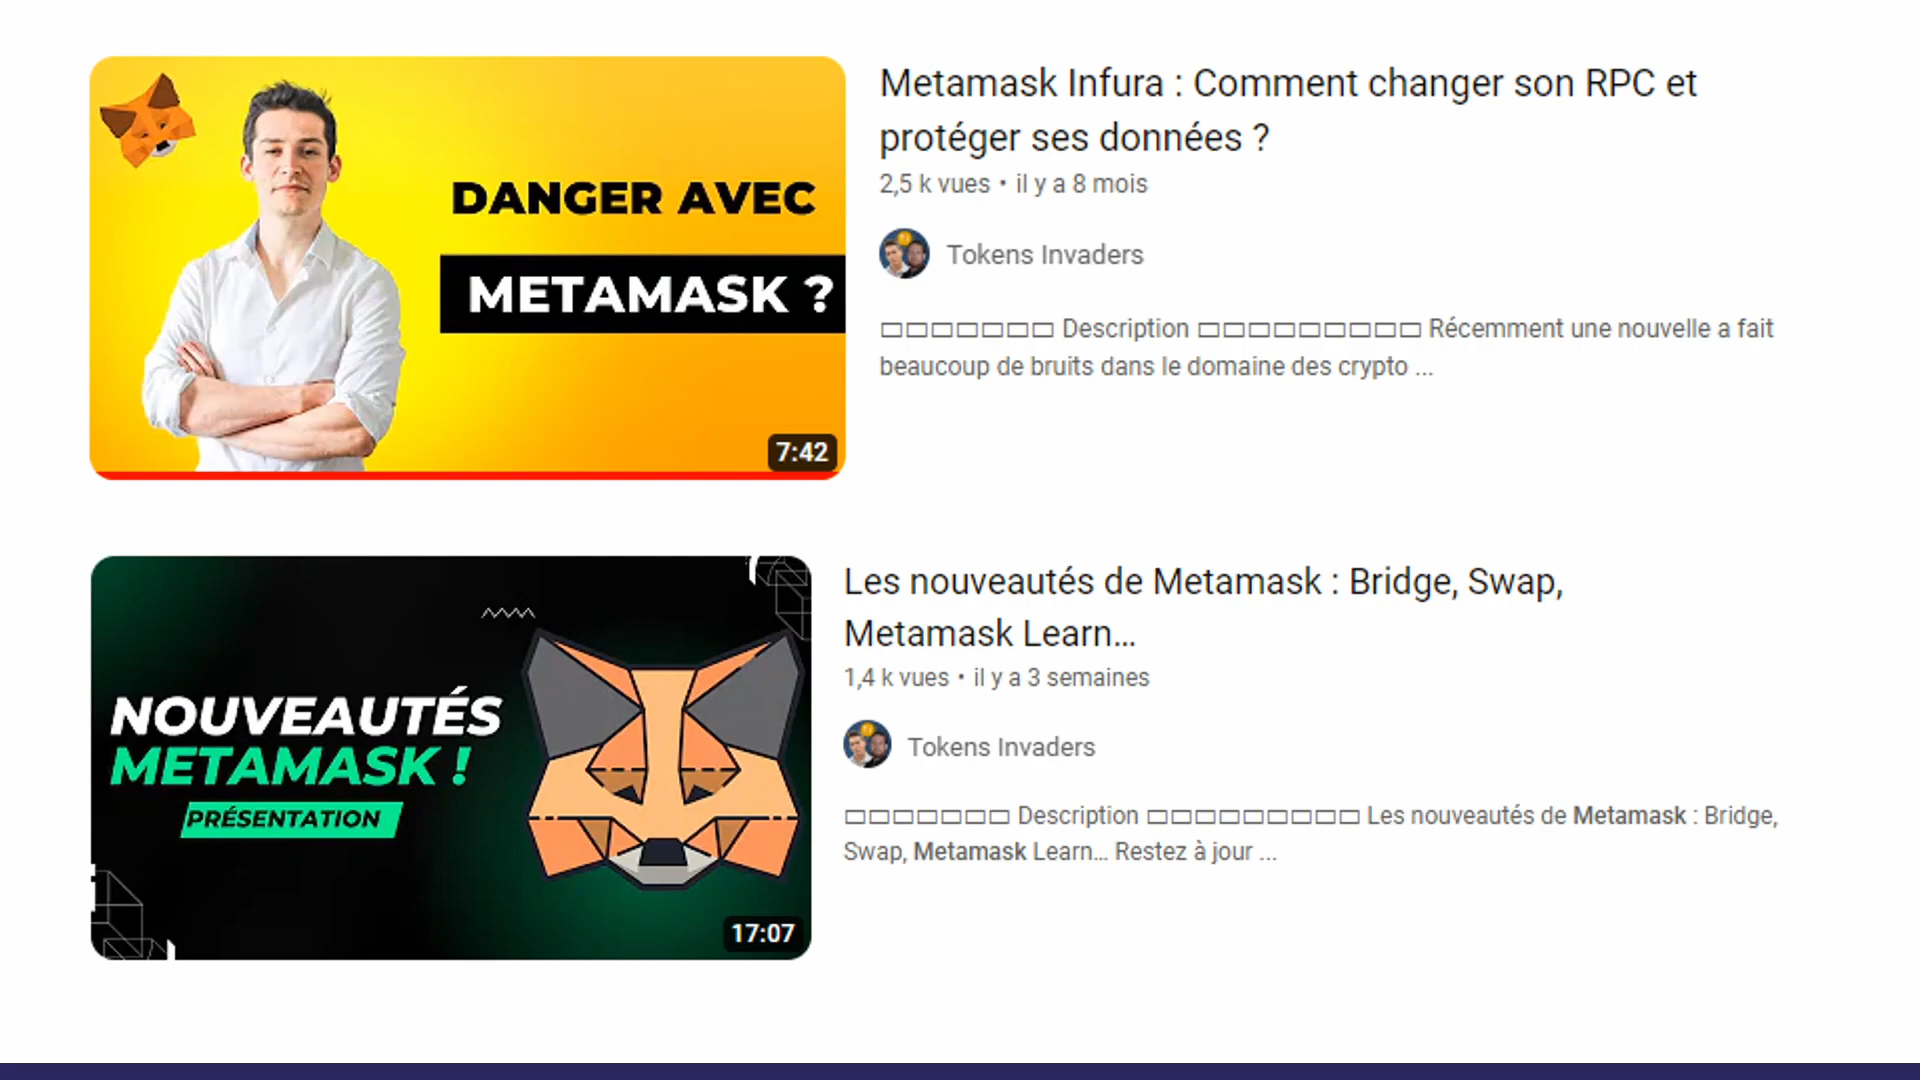 DANGER AVEC
METAMASK ?
7:42
Metamask Infura : Comment changer son RPC et
protéger ses données ?
2,5 k vues • il y a 8 mois
Tokens Invaders
▭▭▭▭▭▭▭ Description ▭▭▭▭▭▭▭▭▭ Récemment une nouvelle a fait
beaucoup de bruits dans le domaine des crypto ...
NOUVEAUTÉS
METAMASK !
PRÉSENTATION
17:07
Les nouveautés de Metamask : Bridge, Swap,
Metamask Learn...
1,4 k vues • il y a 3 semaines
Tokens Invaders
▭▭▭▭▭▭▭ Description ▭▭▭▭▭▭▭▭▭ Les nouveautés de Metamask : Bridge,
Swap, Metamask Learn... Restez à jour ...